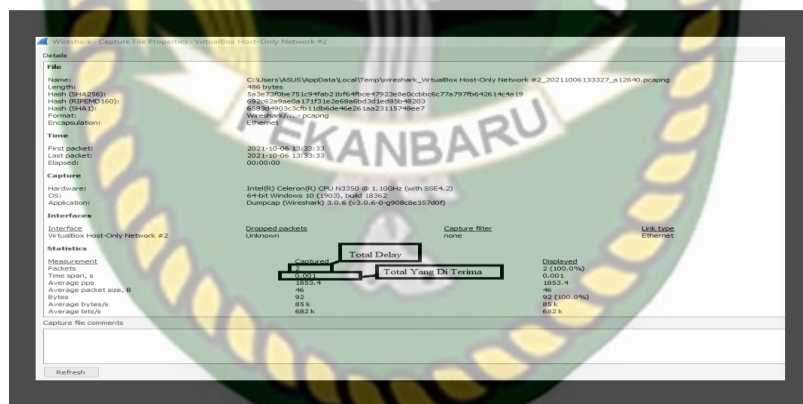 Wireshark - Capture File Properties - VirtualBox Host-Only Network #2
Details
File
Name: C:\Users\ASUS\AppData\Local\Temp\wireshark_VirtualBox Host-Only Network #2_20211006133327_a12640.pcapng
Length: 486 bytes
Hash (SHA256):
Hash (RIPEMD160):
Hash (SHA1):
Format: Wireshark/... - pcapng
Encapsulation: Ethernet
PEKANBARU
Time
First packet: 2021-10-06 13:33:33
Last packet: 2021-10-06 13:33:33
Elapsed: 00:00:00
Capture
Hardware: Intel(R) Celeron(R) CPU N3350 @ 1.10GHz (with SSE4.2)
OS: 64-bit Windows 10 (1903), build 18362
Application: Dumpcap (Wireshark) 3.0.6 (v3.0.6-0-g908c8e357d0f)
Interfaces
Interface Dropped packets Capture filter Link type
VirtualBox Host-Only Network #2 Unknown none Ethernet
Statistics
Total Delay
Measurement Captured Displayed
Packets 2 2 (100.0%)
Total Yang Di Terima
Time span, s 0.001 0.001
Average pps 1853.4 1853.4
Average packet size, B 46 46
Bytes 92 92 (100.0%)
Average bytes/s 85 k 85 k
Average bits/s 682 k 682 k
Capture file comments
Refresh